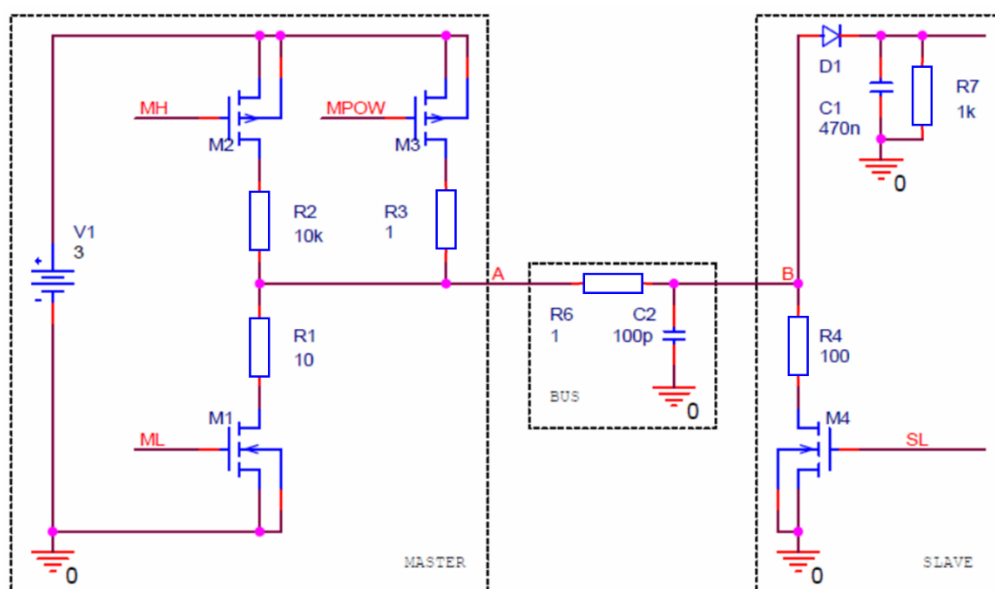 MH
MPOW
M2
M3
D1
C1
470n
R7
1k
0
V1
3
+
-
R2
10k
R3
1
A
B
R6
1
C2
100p
0
BUS
R1
10
R4
100
M1
ML
M4
SL
0
MASTER
0
SLAVE